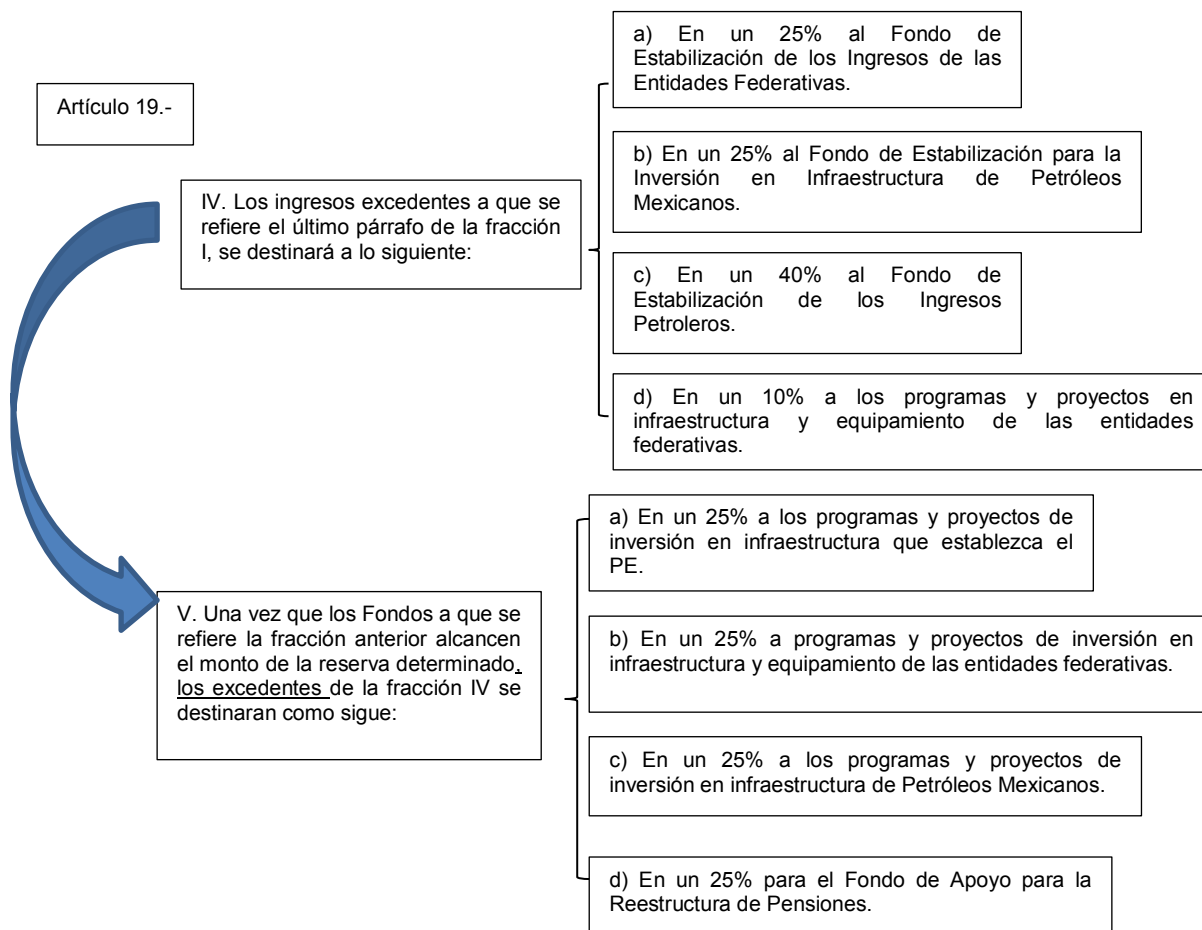 Artículo 19.-
IV. Los ingresos excedentes a que se
refiere el último párrafo de la fracción
I, se destinará a lo siguiente:
a) En un 25% al Fondo de
Estabilización de los Ingresos de las
Entidades Federativas.
b) En un 25% al Fondo de Estabilización para la
Inversión en Infraestructura de Petróleos
Mexicanos.
c) En un 40% al Fondo de
Estabilización de los Ingresos
Petroleros.
d) En un 10% a los programas y proyectos en
infraestructura y equipamiento de las entidades
federativas.
V. Una vez que los Fondos a que se
refiere la fracción anterior alcancen
el monto de la reserva determinado,
los excedentes de la fracción IV se
destinaran como sigue:
a) En un 25% a los programas y proyectos de
inversión en infraestructura que establezca el
PE.
b) En un 25% a programas y proyectos de inversión en
infraestructura y equipamiento de las entidades federativas.
c) En un 25% a los programas y proyectos de
inversión en infraestructura de Petróleos Mexicanos.
d) En un 25% para el Fondo de Apoyo para la
Reestructura de Pensiones.